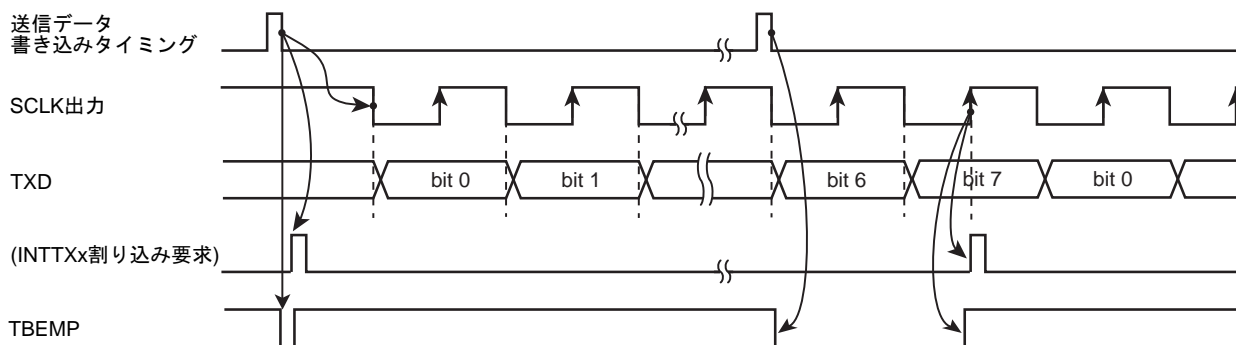 送信データ
書き込みタイミング
SCLK出力
TXD
bit 0
bit 1
bit 6
bit 7
bit 0
(INTTXx割り込み要求)
TBEMP